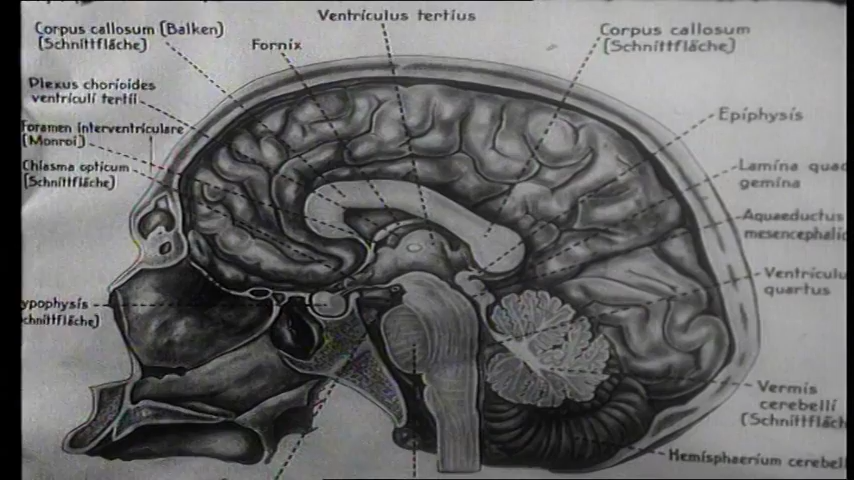 Ventriculus tertius
Corpus callosum (Balken)
(Schnittfläche)
Fornix
Corpus callosum
(Schnittfläche)
Plexus chorioides
ventriculi tertii
Foramen interventriculare
(Monroi)
Chiasma opticum
(Schnittfläche)
ypophysis
chnittfläche)
Epiphysis
Lamina quad
gemina
Aquaeductus
mesencephalic
Ventriculu
quartus
Vermis
cerebelli
(Schnittfläch
Hemisphaerium cerebel